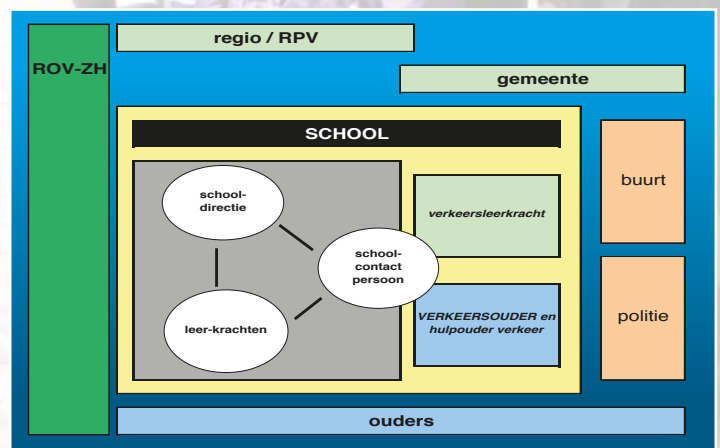 regio / RPV
ROV-ZH
gemeente
SCHOOL
buurt
school-
directie
verkeersleerkracht
school-
contact
persoon
leer-krachten
VERKEERSOUDER en
hulpouder verkeer
politie
ouders